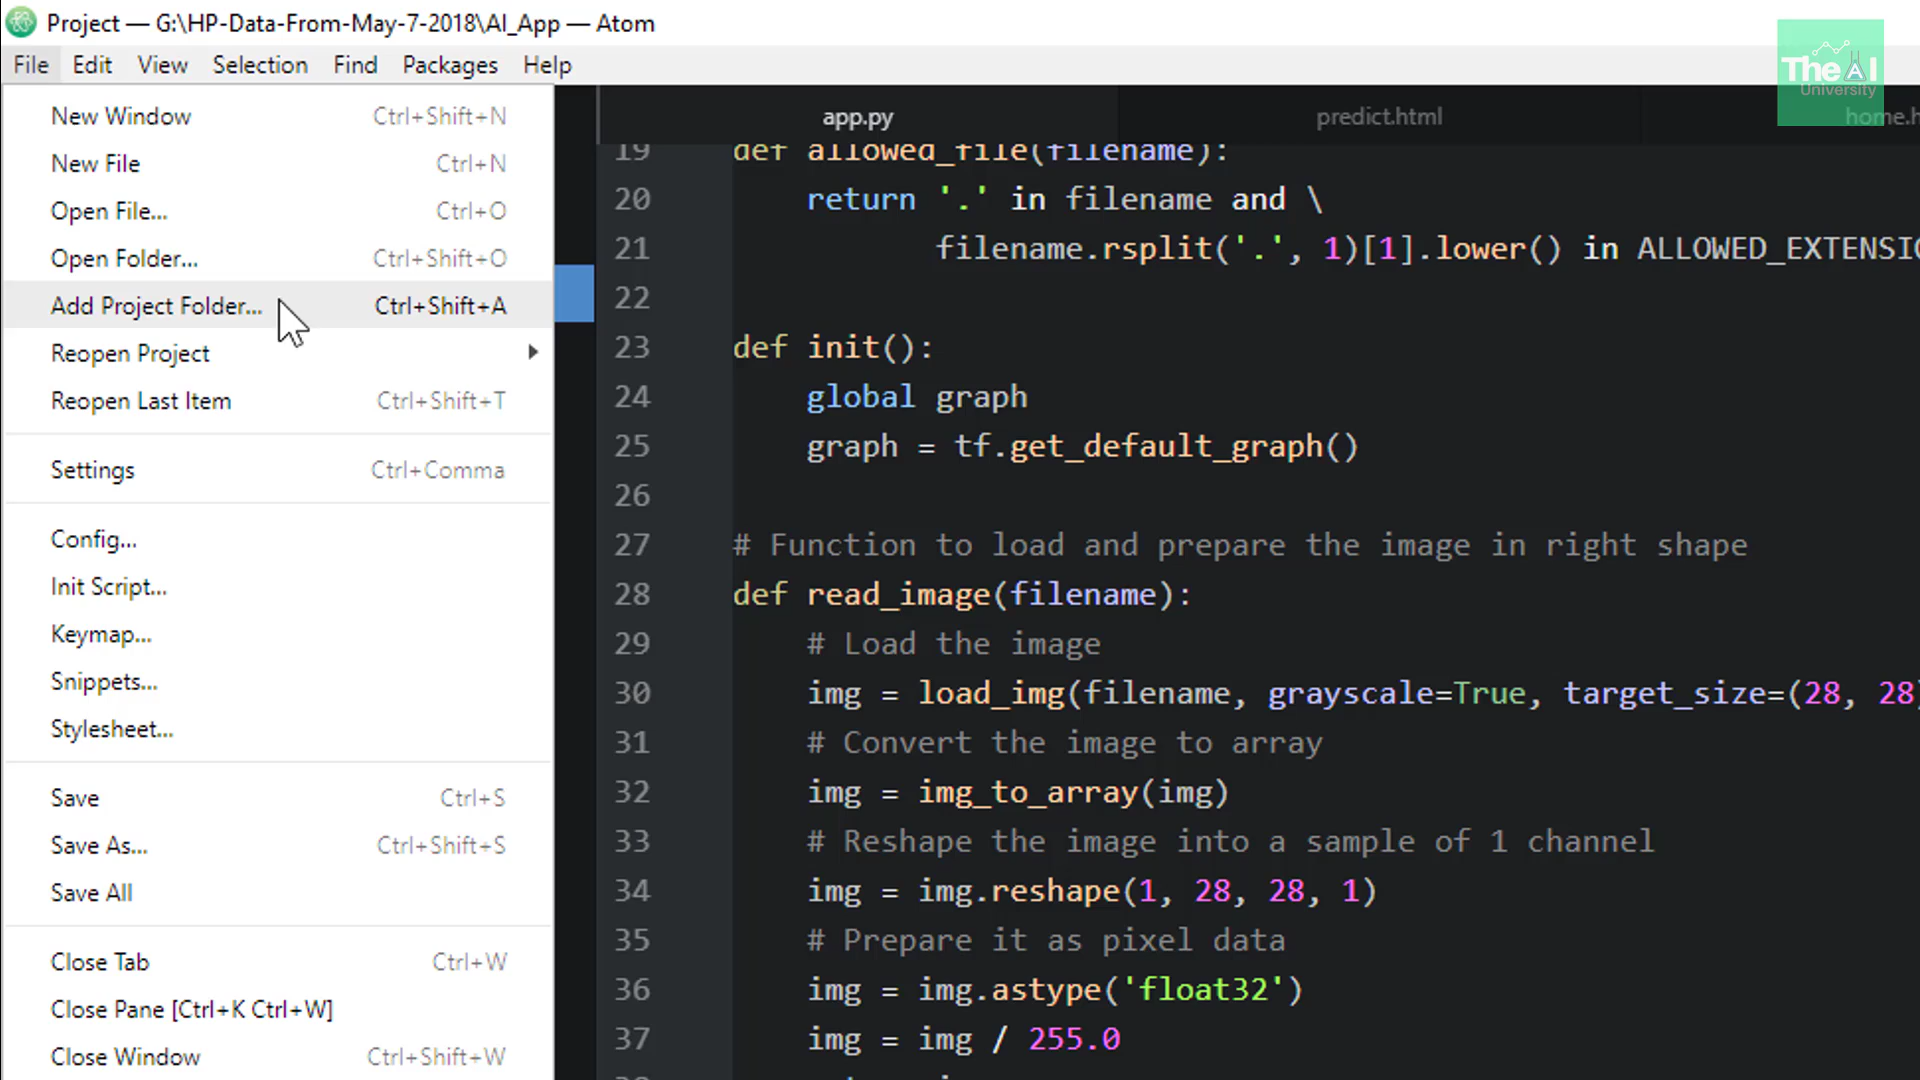 Project — G:\HP-Data-From-May-7-2018\AI_App — Atom
File Edit View Selection Find Packages Help
The AI
University
New Window Ctrl+Shift+N
New File Ctrl+N
Open File... Ctrl+O
Open Folder... Ctrl+Shift+O
Add Project Folder... Ctrl+Shift+A
Reopen Project
Reopen Last Item Ctrl+Shift+T
Settings Ctrl+Comma
Config...
Init Script...
Keymap...
Snippets...
Stylesheet...
Save Ctrl+S
Save As... Ctrl+Shift+S
Save All
Close Tab Ctrl+W
Close Pane [Ctrl+K Ctrl+W]
Close Window Ctrl+Shift+W
app.py predict.html home.h
19 def allowed_file(filename):
20 return '.' in filename and \
21 filename.rsplit('.', 1)[1].lower() in ALLOWED_EXTENSIO
22
23 def init():
24 global graph
25 graph = tf.get_default_graph()
26
27 # Function to load and prepare the image in right shape
28 def read_image(filename):
29 # Load the image
30 img = load_img(filename, grayscale=True, target_size=(28, 28)
31 # Convert the image to array
32 img = img_to_array(img)
33 # Reshape the image into a sample of 1 channel
34 img = img.reshape(1, 28, 28, 1)
35 # Prepare it as pixel data
36 img = img.astype('float32')
37 img = img / 255.0